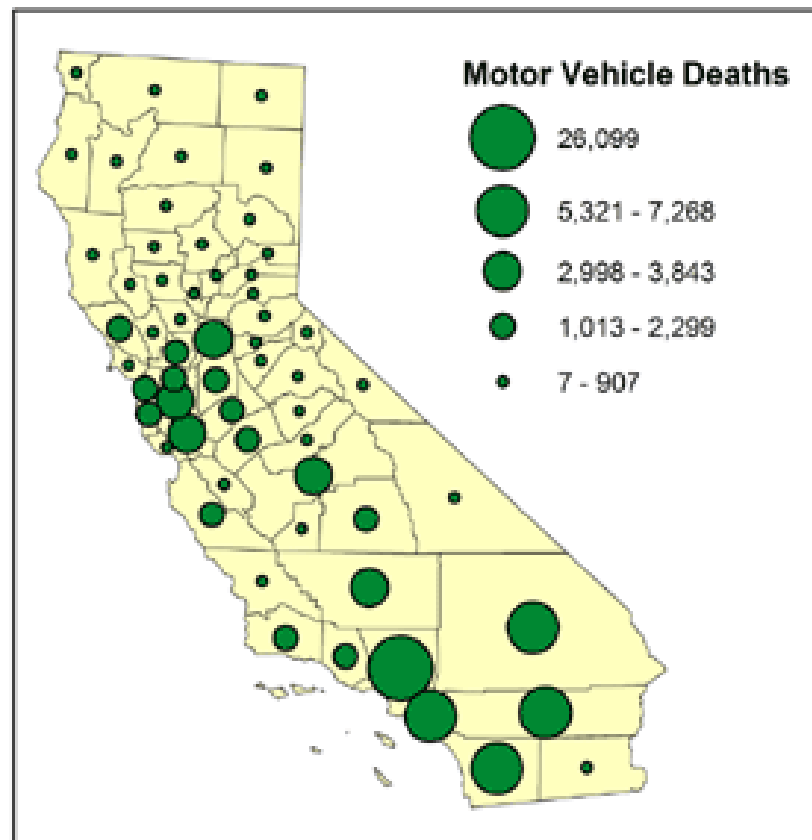 Motor Vehicle Deaths
26,099
5,321 - 7,268
2,998 - 3,843
1,013 - 2,299
7 - 907